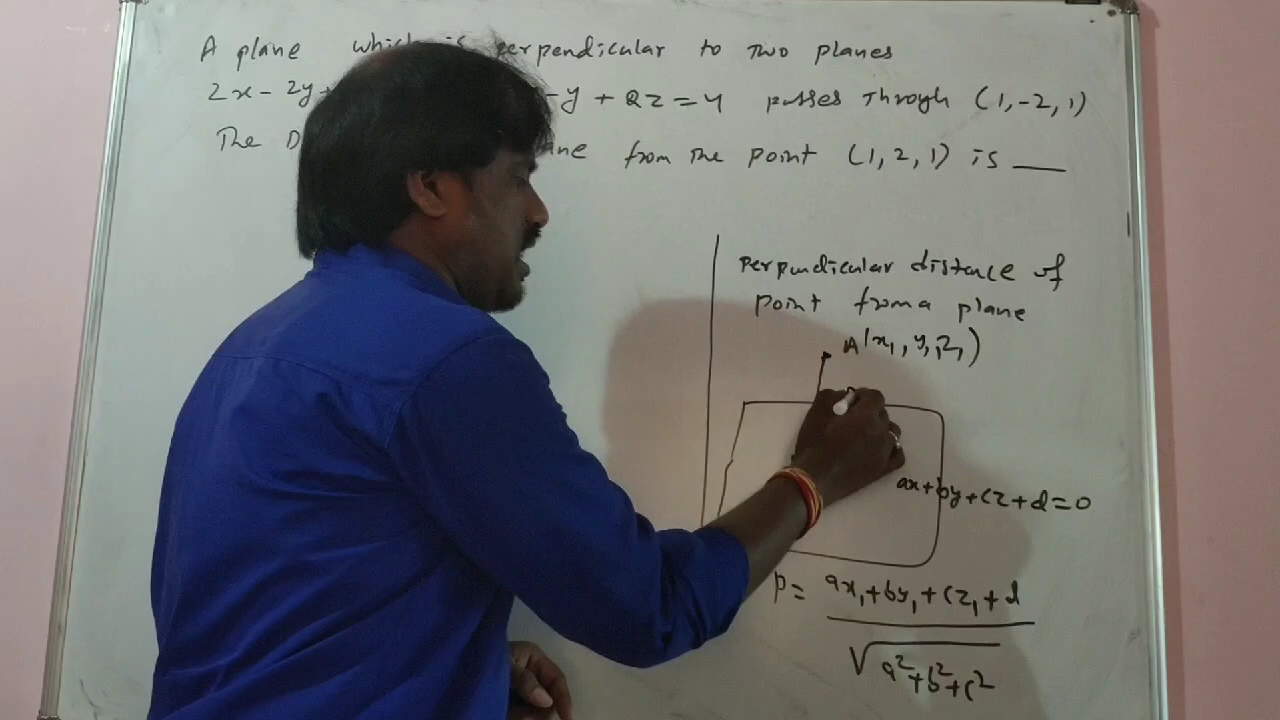 A plane which is perpendicular to Two planes
2x - 2y + -y + 2z = 4 passes Through (1, -2, 1)
The from the point (1, 2, 1) is ___
perpendicular distance of
point from a plane
A(x₁, y₁, z₁)
ax + by + cz + d = 0
P = ax₁ + by₁ + cz₁ + d
√a² + b² + c²